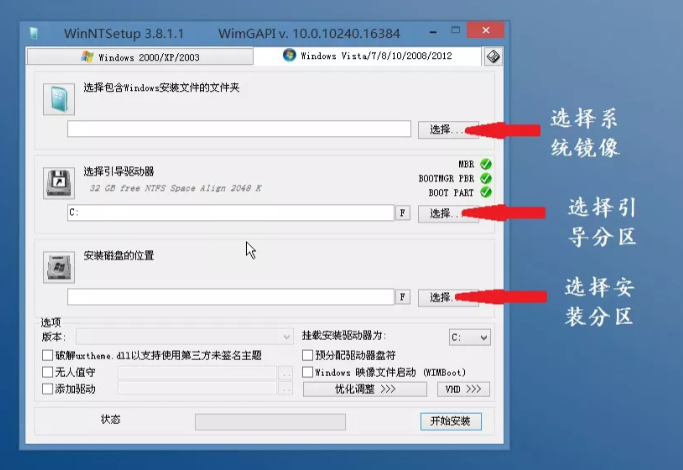 WinNTSetup 3.8.1.1 WimGAPI v. 10.0.10240.16384
Windows 2000/XP/2003
Windows Vista/7/8/10/2008/2012
选择包含Windows安装文件的文件夹
选择...
选择系
统镜像
选择引导驱动器
32 GB free NTFS Space Align 2048 K
MBR
BOOTMGR PBR
BOOT PART
C:
F
选择...
选择引
导分区
安装磁盘的位置
F
选择...
选择安
装分区
选项
版本:
挂载安装驱动器为:
C:
破解uxtheme.dll以支持使用第三方未签名主题
预分配驱动器盘符
无人值守
..
Windows 映像文件启动 (WIMBoot)
添加驱动
..
优化调整 >>>
VHD >>>
状态
开始安装